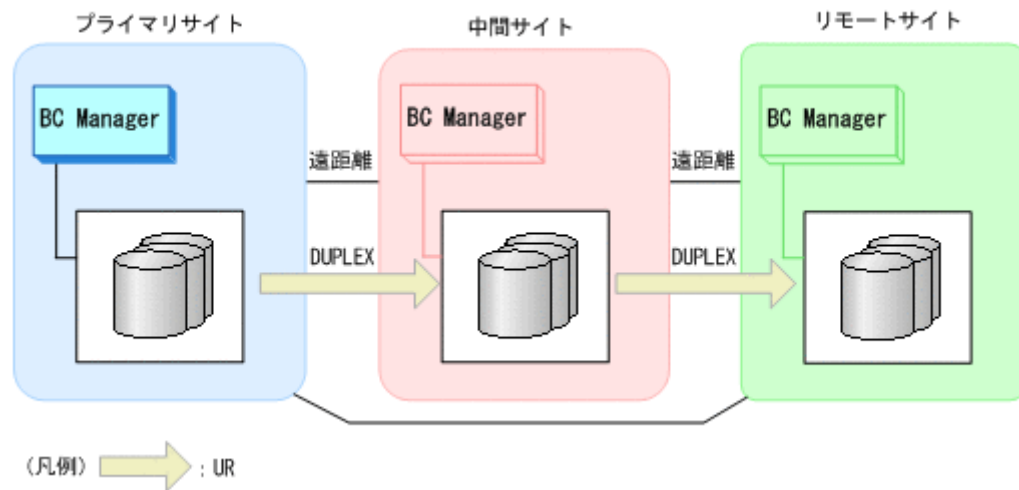 プライマリサイト
中間サイト
リモートサイト
BC Manager
BC Manager
BC Manager
遠距離
遠距離
DUPLEX
DUPLEX
(凡例) : UR